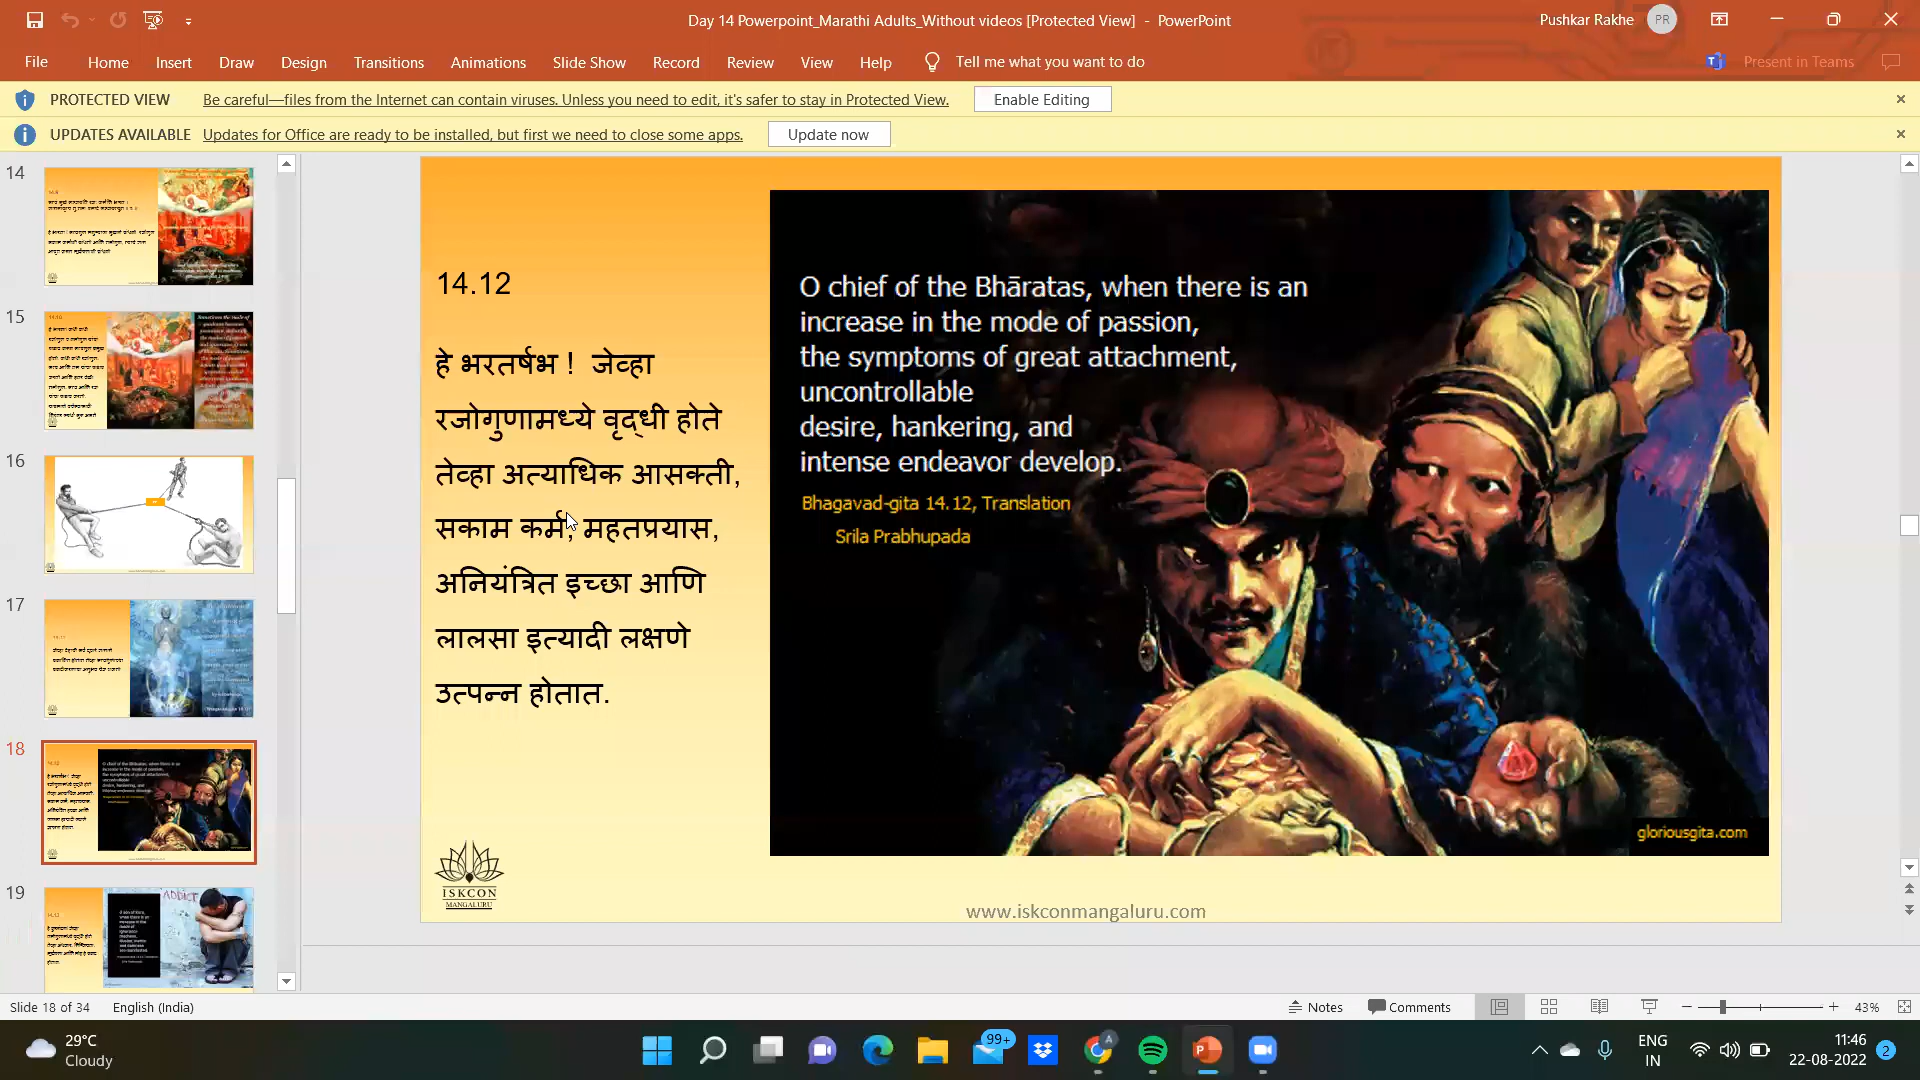 Day 14 Powerpoint_Marathi Adults_Without videos [Protected View] - PowerPoint
Pushkar Rakhe
PR
File
Home
Insert
Draw
Design
Transitions
Animations
Slide Show
Record
Review
View
Help
Tell me what you want to do
Present in Teams
PROTECTED VIEW
Be careful—files from the Internet can contain viruses. Unless you need to edit, it's safer to stay in Protected View.
Enable Editing
UPDATES AVAILABLE
Updates for Office are ready to be installed, but first we need to close some apps.
Update now
14
15
16
17
18
19
ADDICT
14.12
हे भरतर्षभ ! जेव्हा
रजोगुणामध्ये वृद्धी होते
तेव्हा अत्याधिक आसक्ती,
सकाम कर्म, महतप्रयास,
अनियंत्रित इच्छा आणि
लालसा इत्यादी लक्षणे
उत्पन्न होतात.
O chief of the Bhāratas, when there is an
increase in the mode of passion,
the symptoms of great attachment,
uncontrollable
desire, hankering, and
intense endeavor develop.
Bhagavad-gita 14.12, Translation
Srila Prabhupada
gloriousgita.com
ISKCON
MANGALURU
www.iskconmangaluru.com
Slide 18 of 34
English (India)
Notes
Comments
43%
29°C
Cloudy
99+
A
ENG
IN
11:46
22-08-2022
2